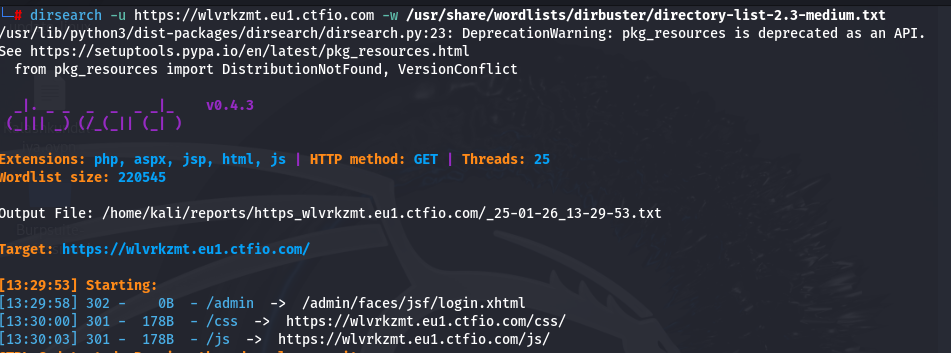 └─# dirsearch -u https://wlvrkzmt.eu1.ctfio.com -w /usr/share/wordlists/dirbuster/directory-list-2.3-medium.txt
/usr/lib/python3/dist-packages/dirsearch/dirsearch.py:23: DeprecationWarning: pkg_resources is deprecated as an API.
See https://setuptools.pypa.io/en/latest/pkg_resources.html
  from pkg_resources import DistributionNotFound, VersionConflict
  _|. _ _  _  _  _ _|_    v0.4.3
 (_||| _) (/_(_|| (_| )
Extensions: php, aspx, jsp, html, js | HTTP method: GET | Threads: 25
Wordlist size: 220545
Output File: /home/kali/reports/https_wlvrkzmt.eu1.ctfio.com/_25-01-26_13-29-53.txt
Target: https://wlvrkzmt.eu1.ctfio.com/
[13:29:53] Starting:
[13:29:58] 302 -    0B  - /admin  ->  /admin/faces/jsf/login.xhtml
[13:30:00] 301 -  178B  - /css  ->  https://wlvrkzmt.eu1.ctfio.com/css/
[13:30:03] 301 -  178B  - /js  ->  https://wlvrkzmt.eu1.ctfio.com/js/